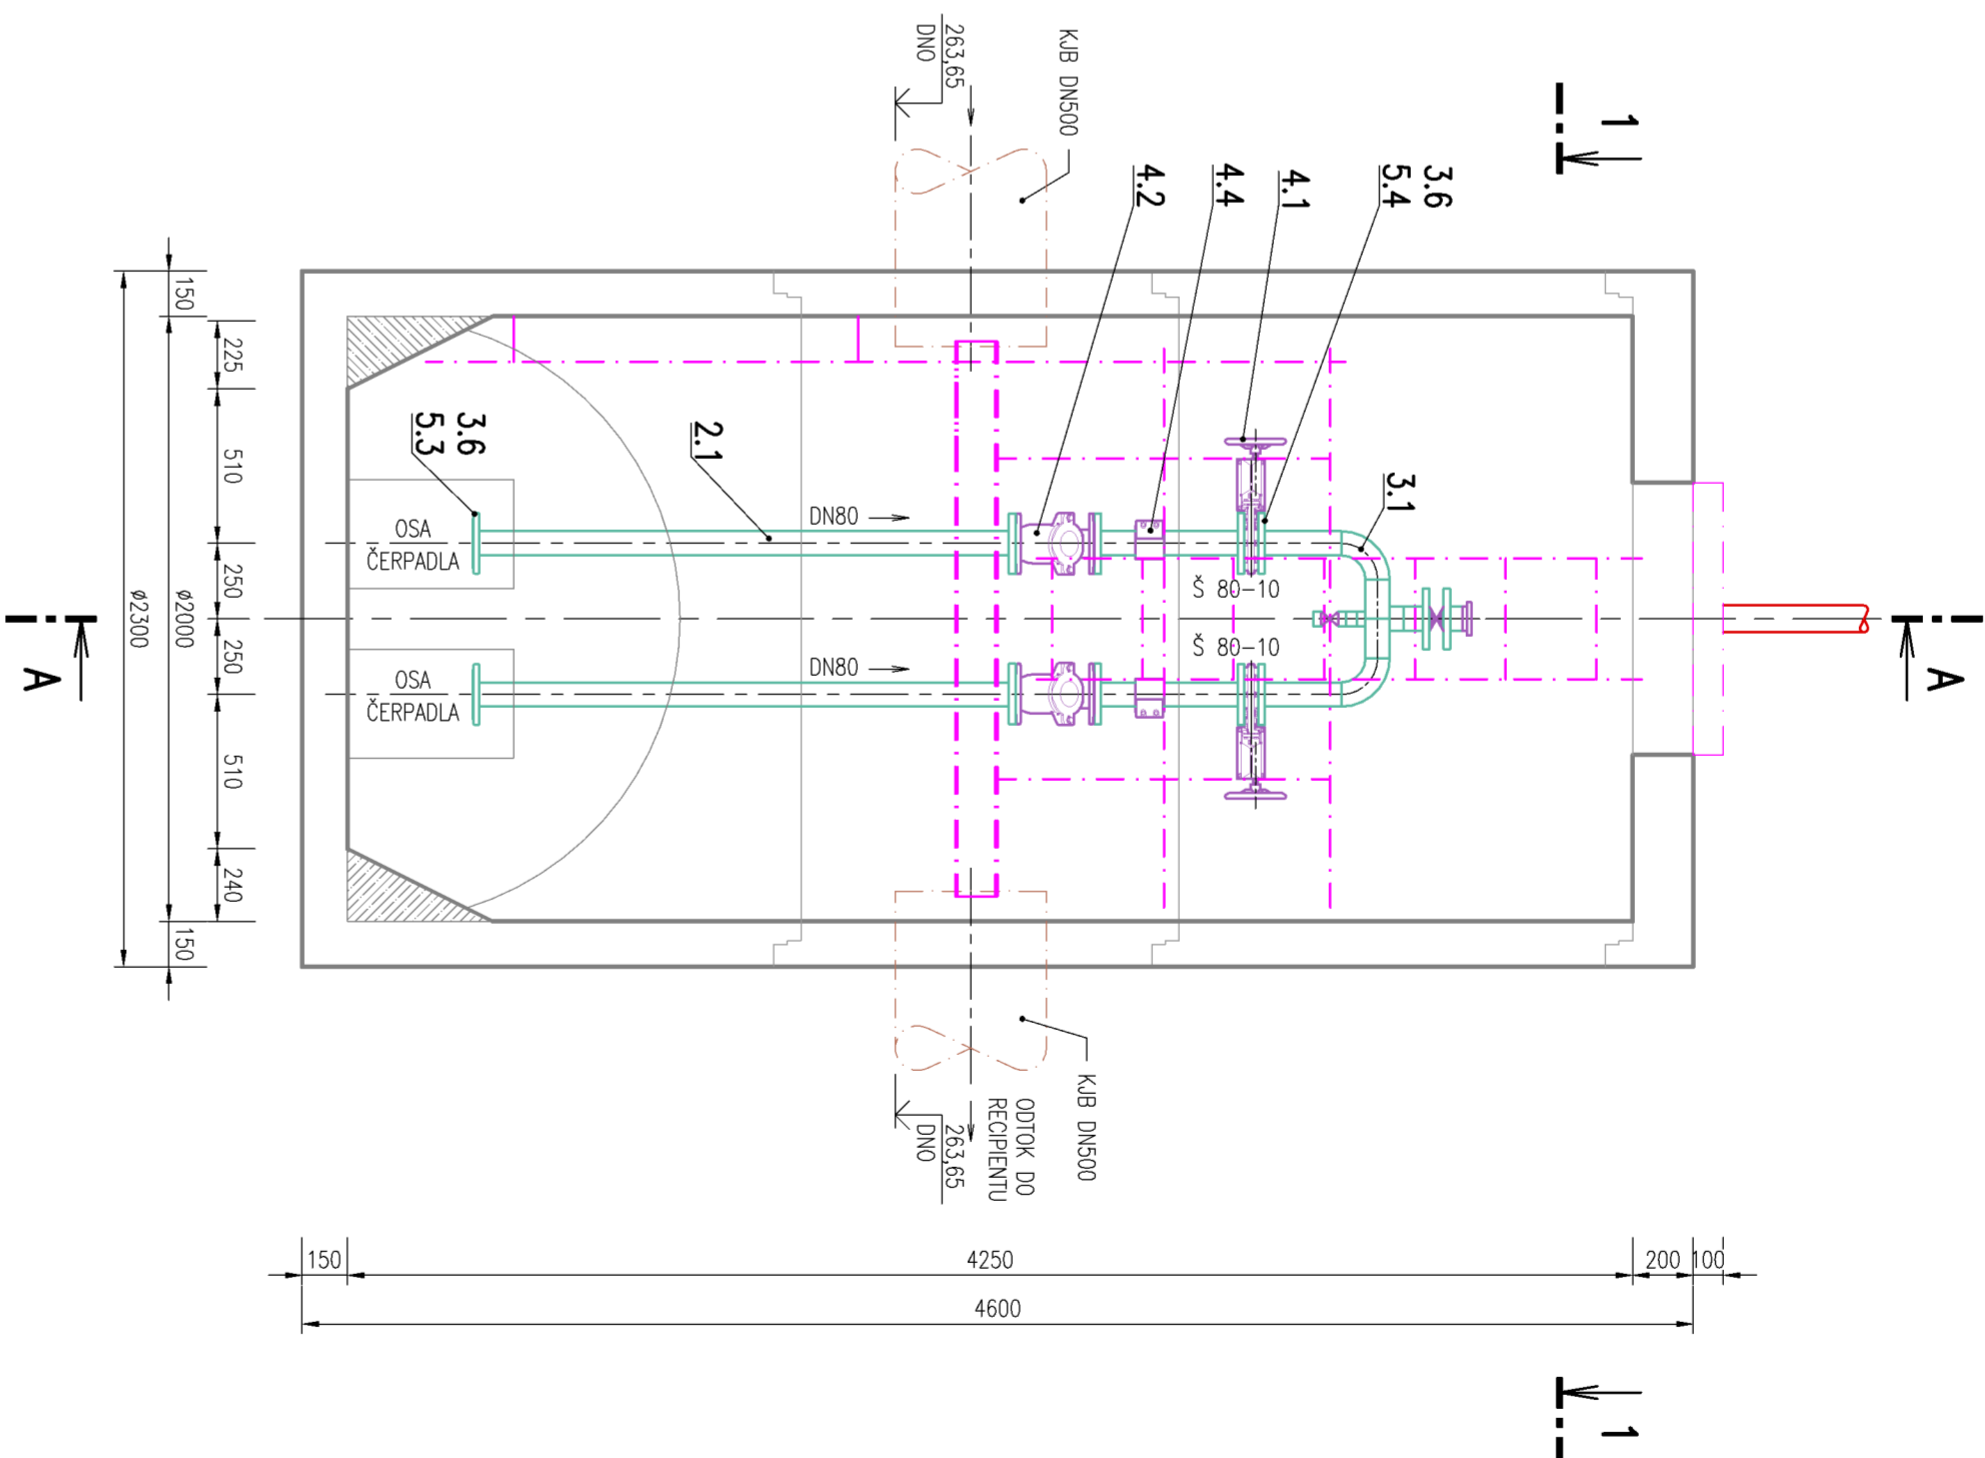 263,65
DNO
KJB DN500
1
3.6
5.4
4.1
4.4
4.2
3.1
2.1
3.6
5.3
OSA
ČERPADLA
DN80
Š 80-10
Š 80-10
OSA
ČERPADLA
DN80
A
A
150
225
510
250
250
510
240
150
ø2000
ø2300
KJB DN500
ODTOK DO
RECIPIENTU
263,65
DNO
150
4250
200
100
4600
1